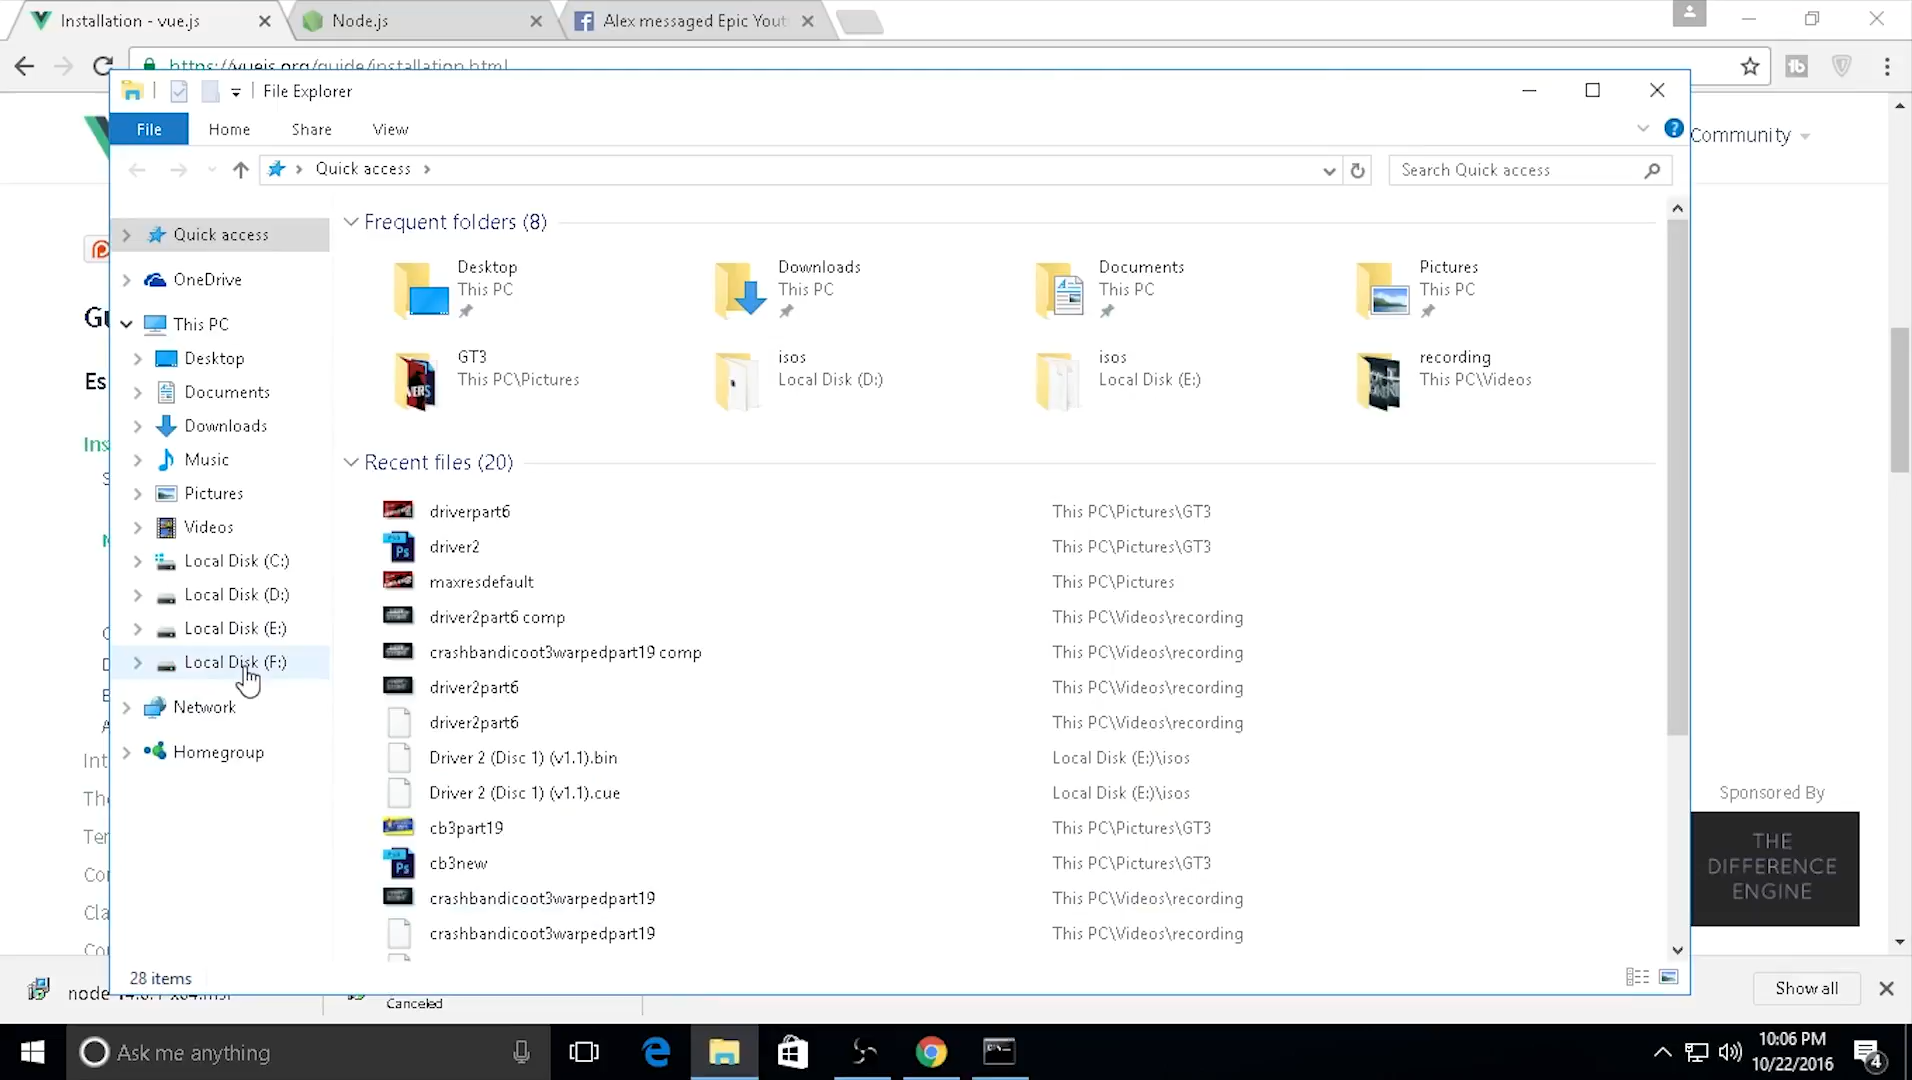 Installation - vue.js
Node.js
Alex messaged Epic Yout
https://vuejs.org/guide/installation.html
File Explorer
File
Home
Share
View
Community
Quick access
Search Quick access
Quick access
OneDrive
This PC
Desktop
Documents
Downloads
Music
Pictures
Videos
Local Disk (C:)
Local Disk (D:)
Local Disk (E:)
Local Disk (F:)
Network
Homegroup
Frequent folders (8)
Desktop
This PC
Downloads
This PC
Documents
This PC
Pictures
This PC
GT3
This PC\Pictures
isos
Local Disk (D:)
isos
Local Disk (E:)
recording
This PC\Videos
Recent files (20)
driverpart6 This PC\Pictures\GT3
driver2 This PC\Pictures\GT3
maxresdefault This PC\Pictures
driver2part6 comp This PC\Videos\recording
crashbandicoot3warpedpart19 comp This PC\Videos\recording
driver2part6 This PC\Videos\recording
driver2part6 This PC\Videos\recording
Driver 2 (Disc 1) (v1.1).bin Local Disk (E:)\isos
Driver 2 (Disc 1) (v1.1).cue Local Disk (E:)\isos
cb3part19 This PC\Pictures\GT3
cb3new This PC\Pictures\GT3
crashbandicoot3warpedpart19 This PC\Videos\recording
crashbandicoot3warpedpart19 This PC\Videos\recording
28 items
Sponsored By
THE
DIFFERENCE
ENGINE
Canceled
Show all
Ask me anything
10:06 PM
10/22/2016
4